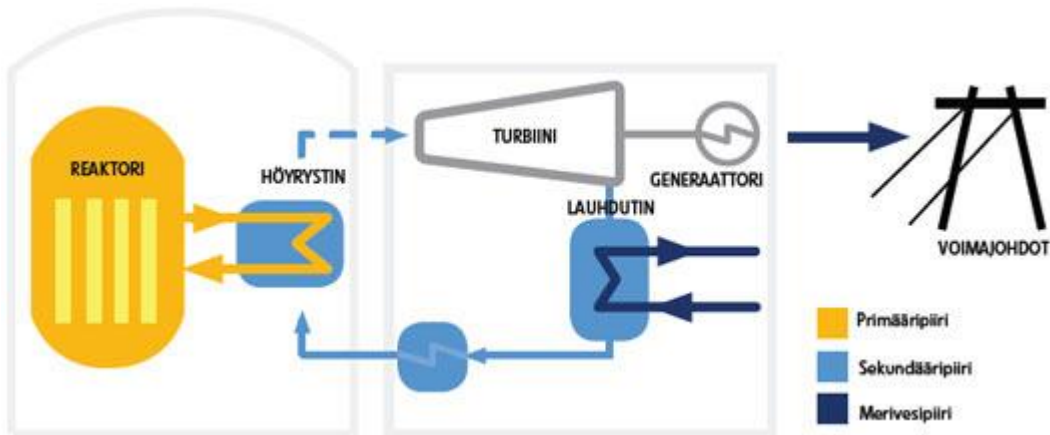 REAKTORI
HÖYRYSTIN
TURBIINI
GENERAATTORI
LAUHDUTIN
VOIMAJOHDOT
Primääripiiri
Sekundääripiiri
Merivesipiiri